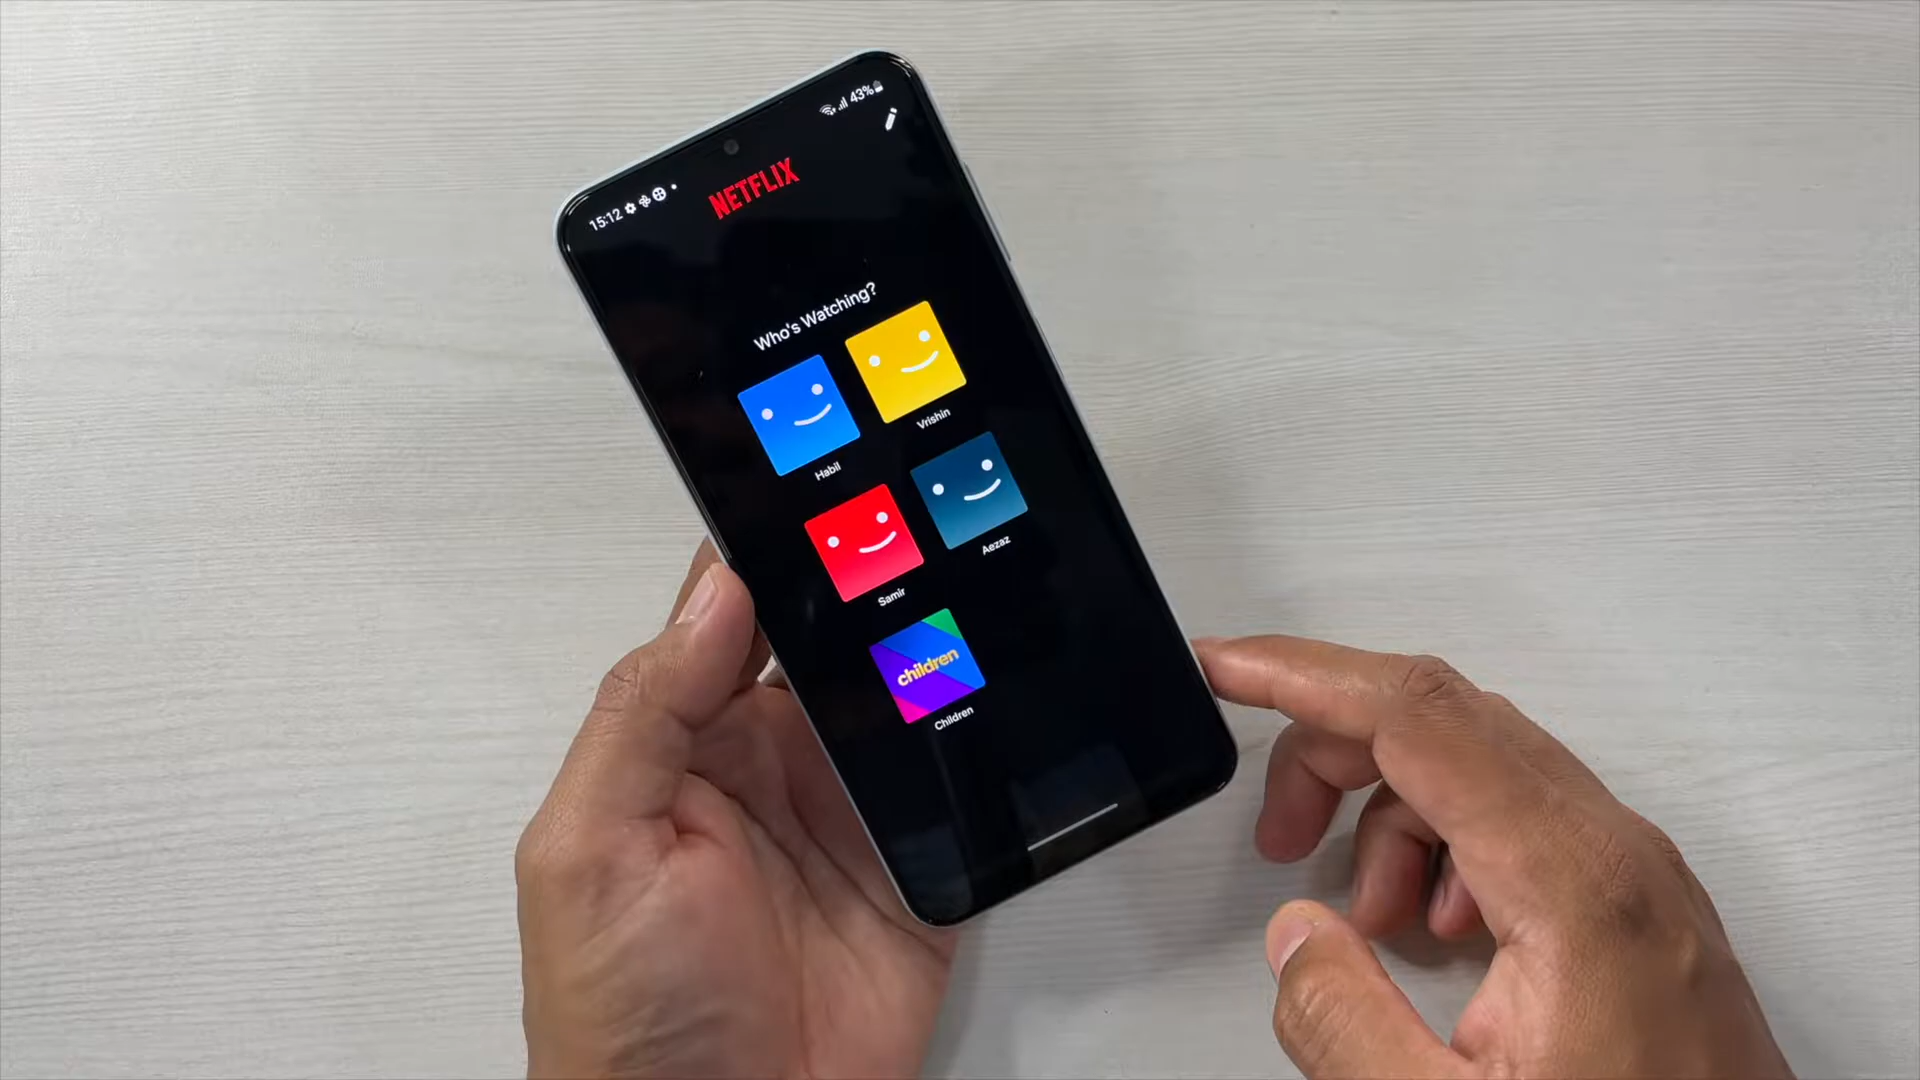 15:12
43%
NETFLIX
Who's Watching?
Habil
Vrishin
Samir
Aezaz
children
Children